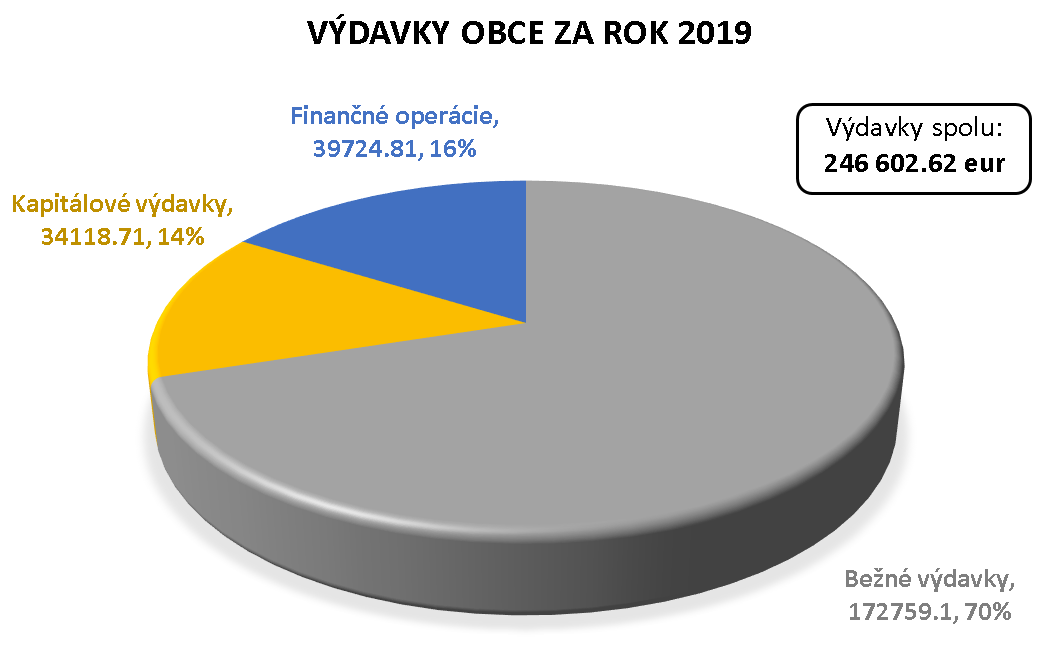 VÝDAVKY OBCE ZA ROK 2019
Finančné operácie,
39724.81, 16%
Výdavky spolu:
246 602.62 eur
Kapitálové výdavky,
34118.71, 14%
Bežné výdavky,
172759.1, 70%